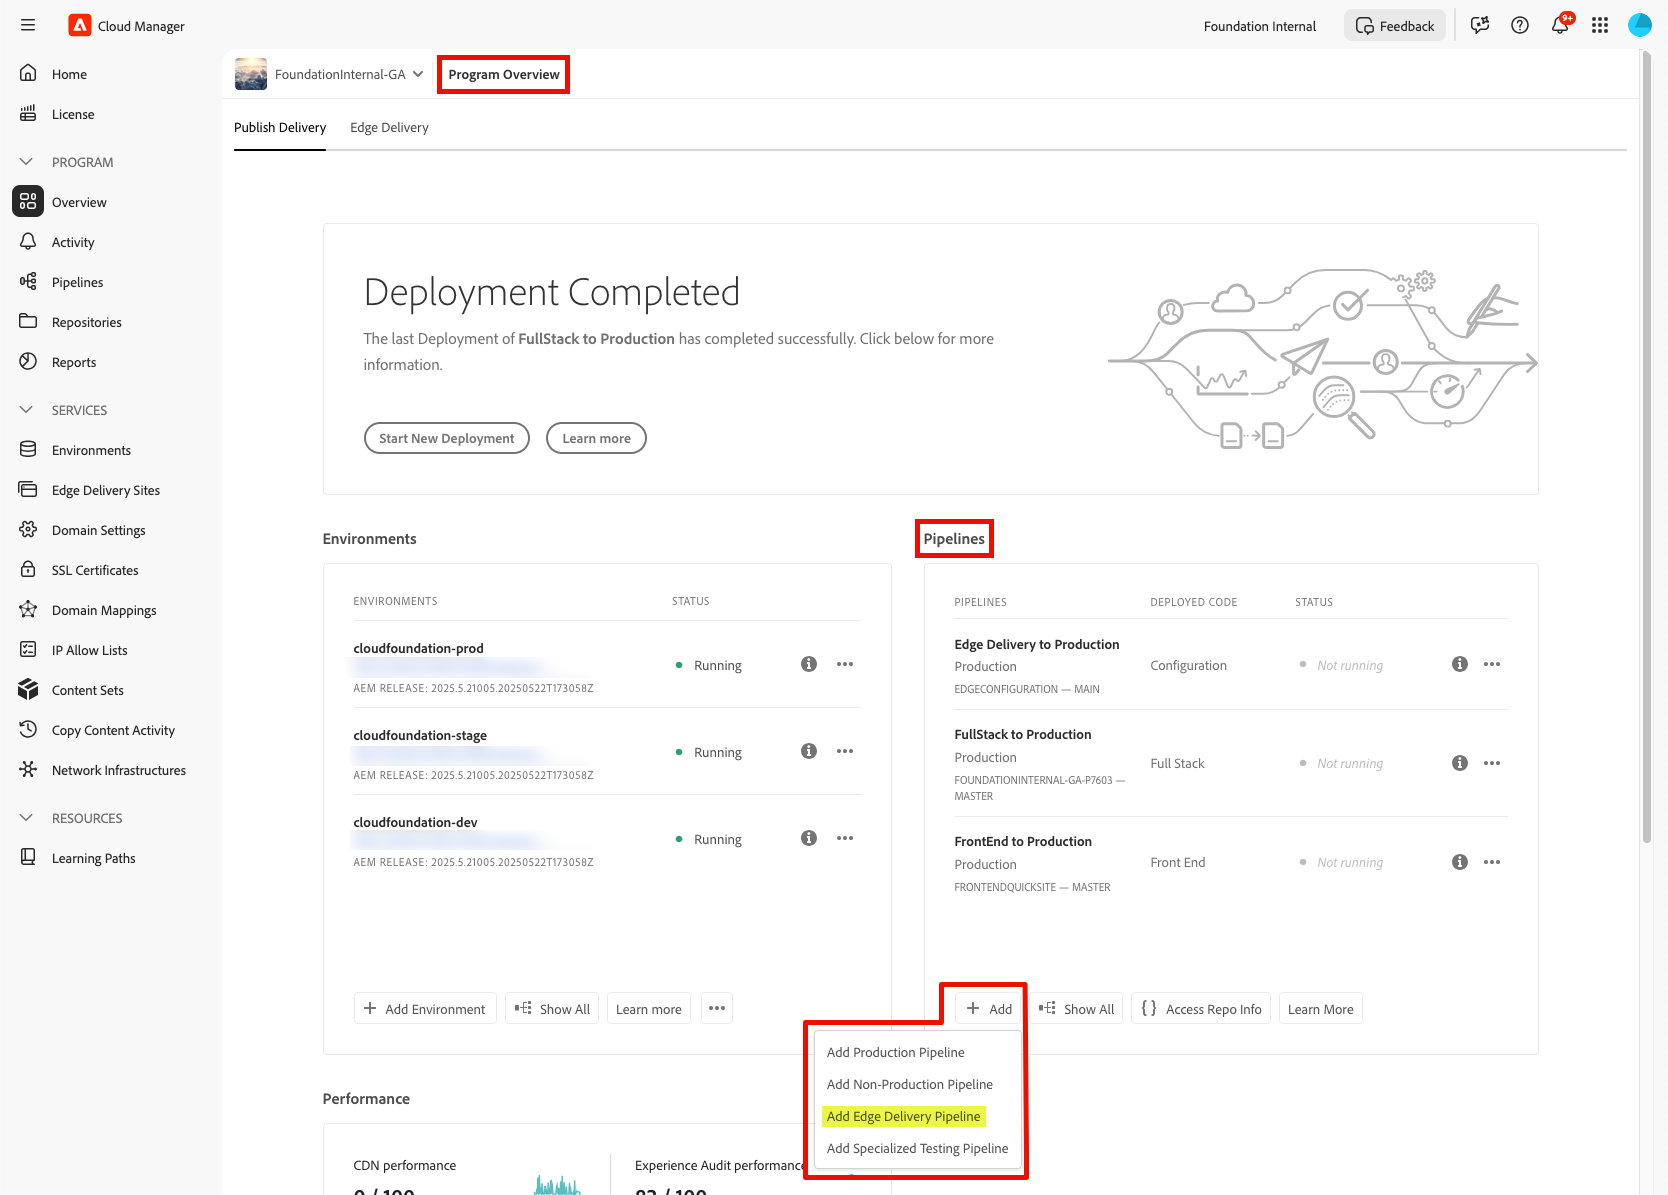 Cloud Manager
Foundation Internal
Feedback
9+
Home
License
PROGRAM
Overview
Activity
Pipelines
Repositories
Reports
SERVICES
Environments
Edge Delivery Sites
Domain Settings
SSL Certificates
Domain Mappings
IP Allow Lists
Content Sets
Copy Content Activity
Network Infrastructures
RESOURCES
Learning Paths
FoundationInternal-GA
Program Overview
Publish Delivery
Edge Delivery
Deployment Completed
The last Deployment of FullStack to Production has completed successfully. Click below for more
information.
Start New Deployment
Learn more
Environments
ENVIRONMENTS STATUS
cloudfoundation-prod
Running
AEM RELEASE: 2025.5.21005.20250522T173058Z
cloudfoundation-stage
Running
AEM RELEASE: 2025.5.21005.20250522T173058Z
cloudfoundation-dev
Running
AEM RELEASE: 2025.5.21005.20250522T173058Z
Add Environment
Show All
Learn more
Pipelines
PIPELINES DEPLOYED CODE STATUS
Edge Delivery to Production
Production
Configuration
Not running
EDGECONFIGURATION — MAIN
FullStack to Production
Production
Full Stack
Not running
FOUNDATIONINTERNAL-GA-P7603 —
MASTER
FrontEnd to Production
Production
Front End
Not running
FRONTENDQUICKSITE — MASTER
Add
Show All
Access Repo Info
Learn More
Add Production Pipeline
Add Non-Production Pipeline
Add Edge Delivery Pipeline
Add Specialized Testing Pipeline
Performance
CDN performance
Experience Audit performance